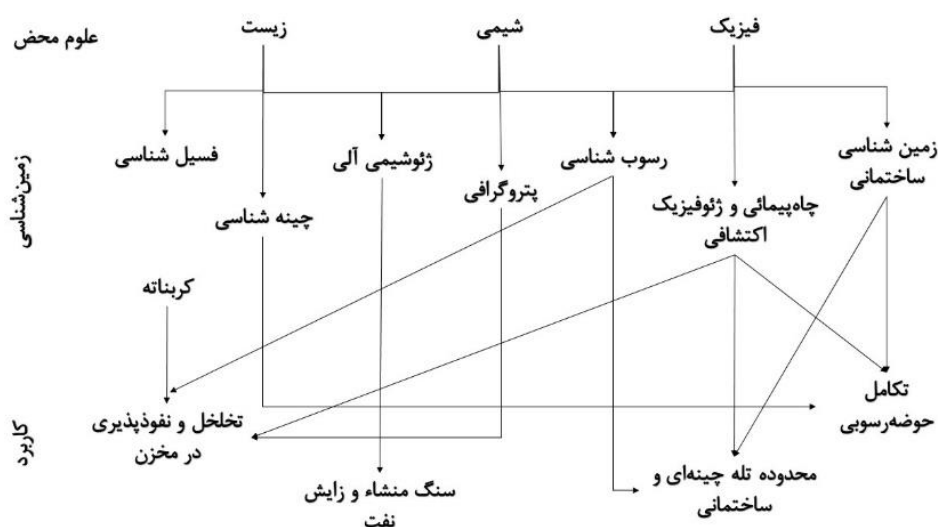 علوم محض
فیزیک
شیمی
زیست
زمین‌شناسی
زمین شناسی
ساختمانی
چاه‌پیمائی و ژئوفیزیک
اکتشافی
رسوب شناسی
پتروگرافی
ژئوشیمی آلی
چینه شناسی
فسیل شناسی
کربناته
کاربرد
تکامل
حوضه‌رسوبی
محدوده تله چینه‌ای و
ساختمانی
سنگ منشاء و زایش
نفت
تخلخل و نفوذپذیری
در مخزن